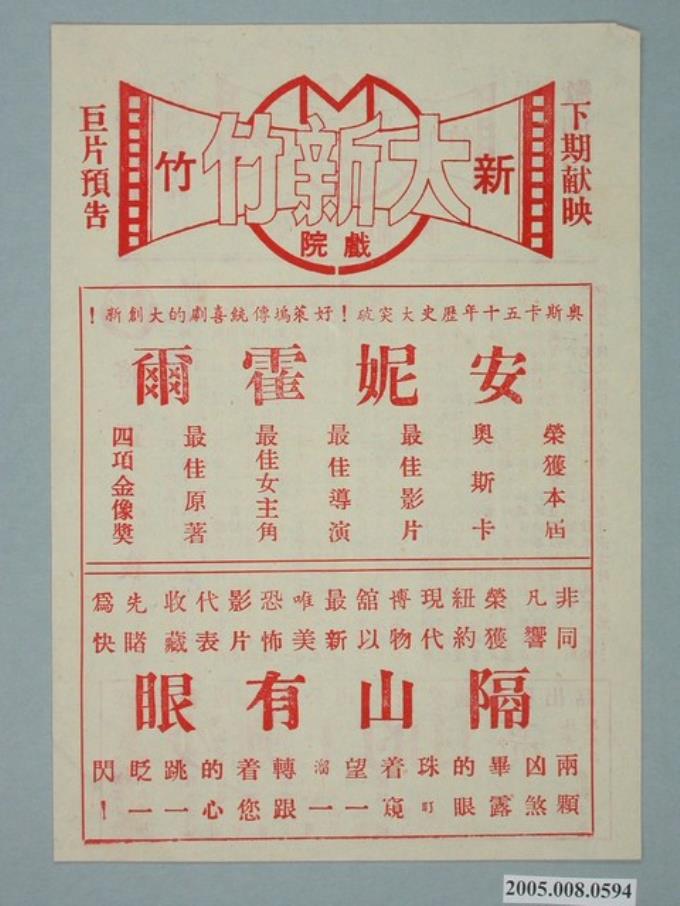 下期献映
新
大新竹
竹
戲院
巨片預告
奧斯卡五十年歷史大突破!好萊塢傳統喜劇的大創新!
安妮霍爾
榮獲本屆
奧斯卡
最佳影片
最佳導演
最佳女主角
最佳原著
四項金像獎
非同
凡響
榮獲
紐約
現代
博物
舘以
最新
唯美
恐怖
影片
代表
收藏
先睹
爲快
隔山有眼
兩顆
凶煞
畢露
的眼
珠町
着窺
望一
溜一
轉跟
着您
的心
跳一
眨一
閃!
2005.008.0594